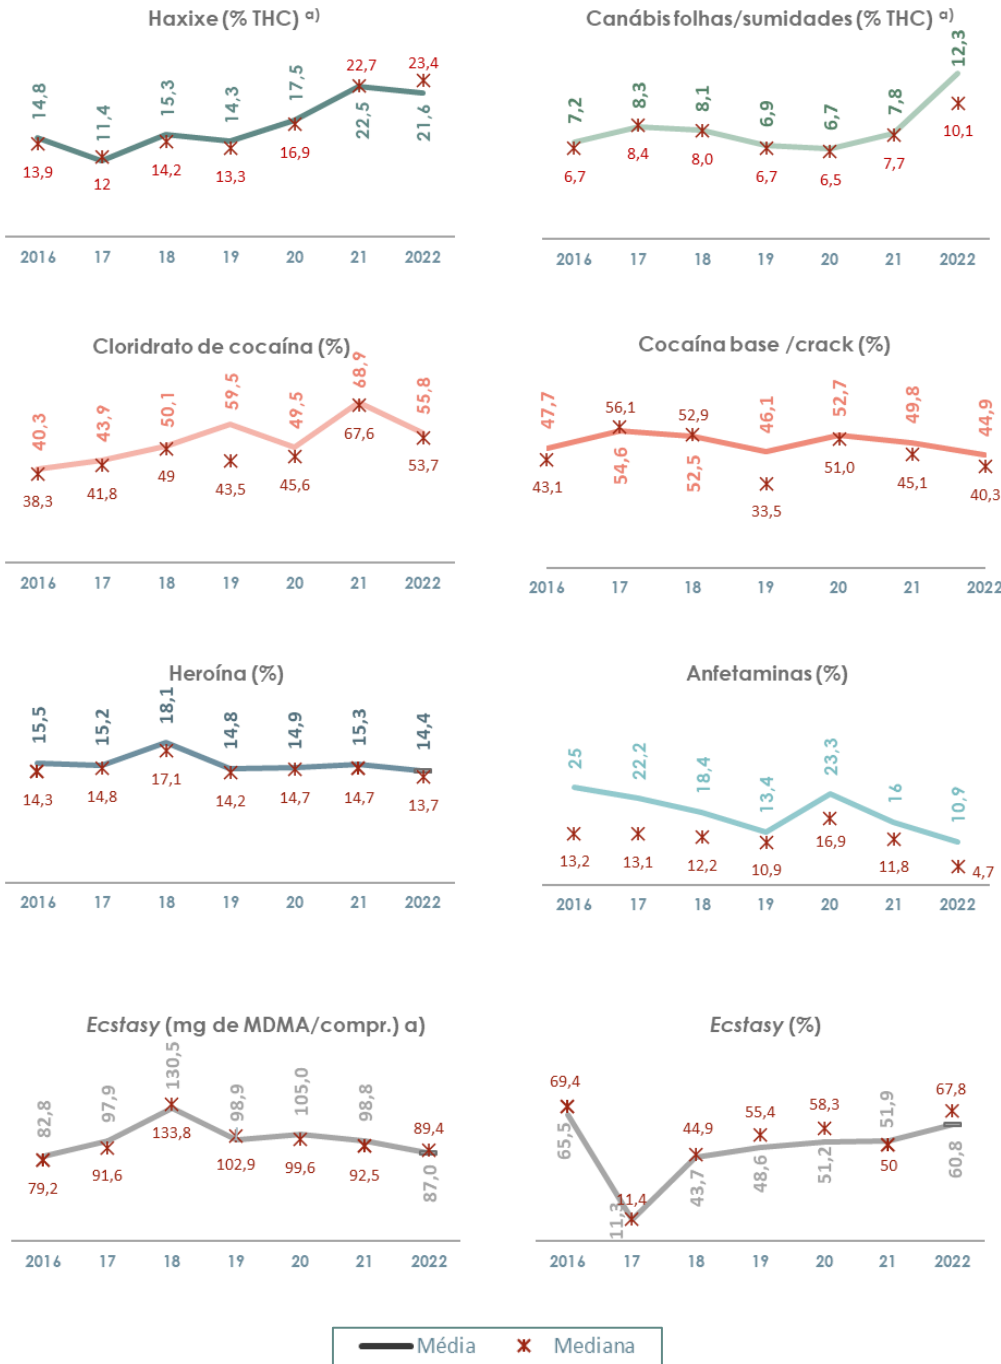 Haxixe (% THC) a)
14,8 11,4 15,3 14,3 17,5 22,7 23,4
13,9 12 14,2 13,3 16,9 22,5 21,6
2016 17 18 19 20 21 2022
Canábis folhas/sumidades (% THC) a)
7,2 8,3 8,1 6,9 6,7 7,8 12,3
6,7 8,4 8,0 6,7 6,5 7,7 10,1
2016 17 18 19 20 21 2022
Cloridrato de cocaína (%)
40,3 43,9 50,1 59,5 49,5 68,9 55,8
38,3 41,8 49 43,5 45,6 67,6 53,7
2016 17 18 19 20 21 2022
Cocaína base /crack (%)
47,7 56,1 52,9 46,1 52,7 49,8 44,9
43,1 54,6 52,5 33,5 51,0 45,1 40,3
2016 17 18 19 20 21 2022
Heroína (%)
15,5 15,2 18,1 14,8 14,9 15,3 14,4
14,3 14,8 17,1 14,2 14,7 14,7 13,7
2016 17 18 19 20 21 2022
Anfetaminas (%)
25 22,2 18,4 13,4 23,3 16 10,9
13,2 13,1 12,2 10,9 16,9 11,8 4,7
2016 17 18 19 20 21 2022
Ecstasy (mg de MDMA/compr.) a)
82,8 97,9 130,5 98,9 105,0 98,8 89,4
79,2 91,6 133,8 102,9 99,6 92,5 87,0
2016 17 18 19 20 21 2022
Ecstasy (%)
69,4 11,4 44,9 55,4 58,3 51,9 67,8
65,5 11,3 43,7 48,6 51,2 50 60,8
2016 17 18 19 20 21 2022
Média Mediana